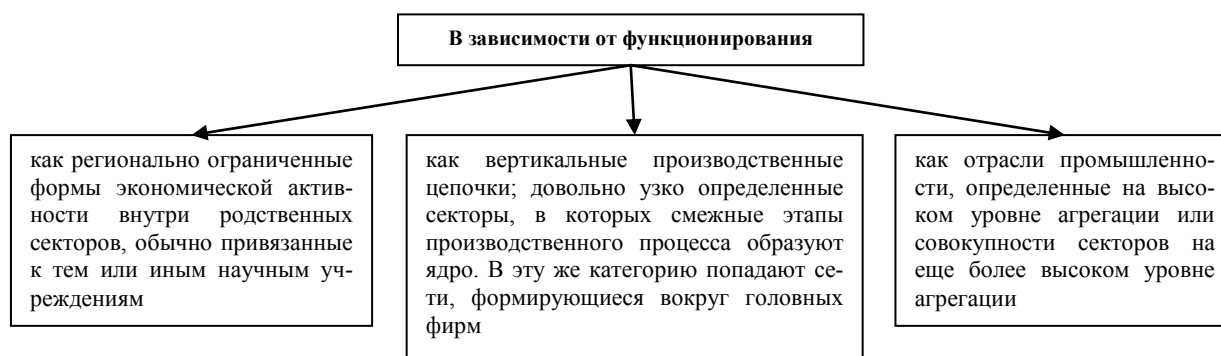 В зависимости от функционирования
как регионально ограниченные
формы экономической актив-
ности внутри родственных
секторов, обычно привязанные
к тем или иным научным уч-
реждениям
как вертикальные производственные
цепочки; довольно узко определенные
секторы, в которых смежные этапы
производственного процесса образуют
ядро. В эту же категорию попадают се-
ти, формирующиеся вокруг головных
фирм
как отрасли промышленно-
сти, определенные на высо-
ком уровне агрегации или
совокупности секторов на
еще более высоком уровне
агрегации